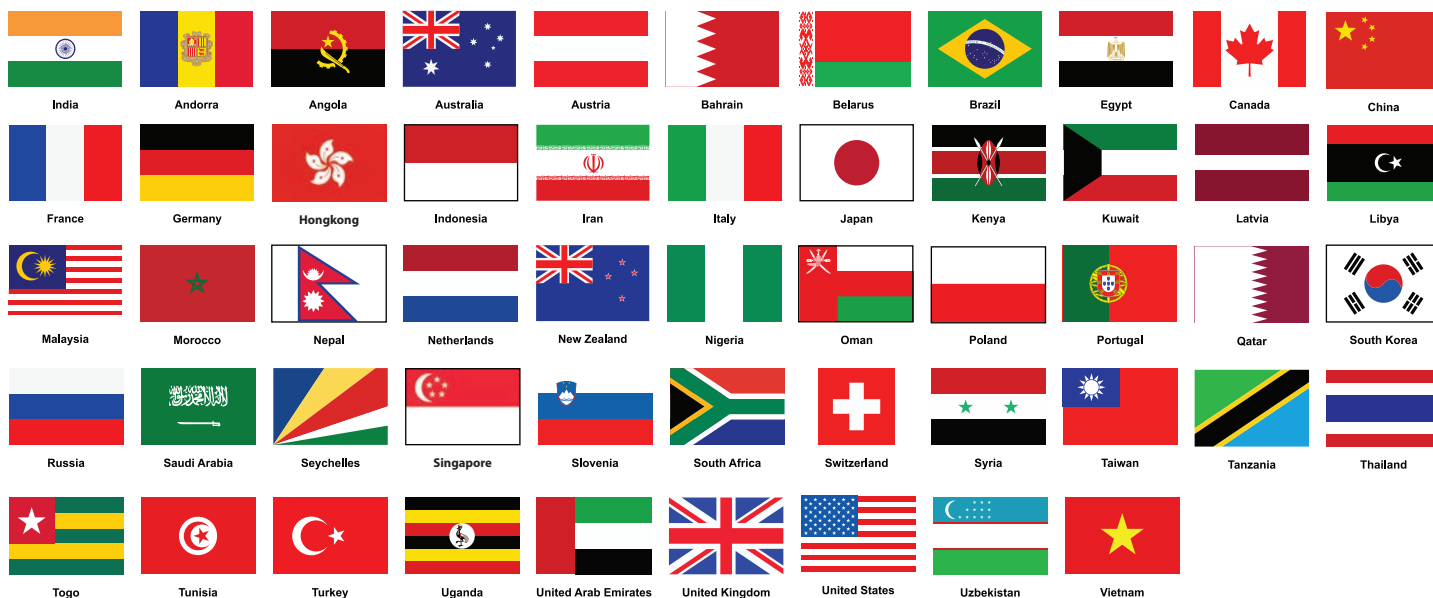 India Andorra Angola Australia Austria Bahrain Belarus Brazil Egypt Canada China
France Germany Hongkong Indonesia Iran Italy Japan Kenya Kuwait Latvia Libya
Malaysia Morocco Nepal Netherlands New Zealand Nigeria Oman Poland Portugal Qatar South Korea
Russia Saudi Arabia Seychelles Singapore Slovenia South Africa Switzerland Syria Taiwan Tanzania Thailand
Togo Tunisia Turkey Uganda United Arab Emirates United Kingdom United States Uzbekistan Vietnam